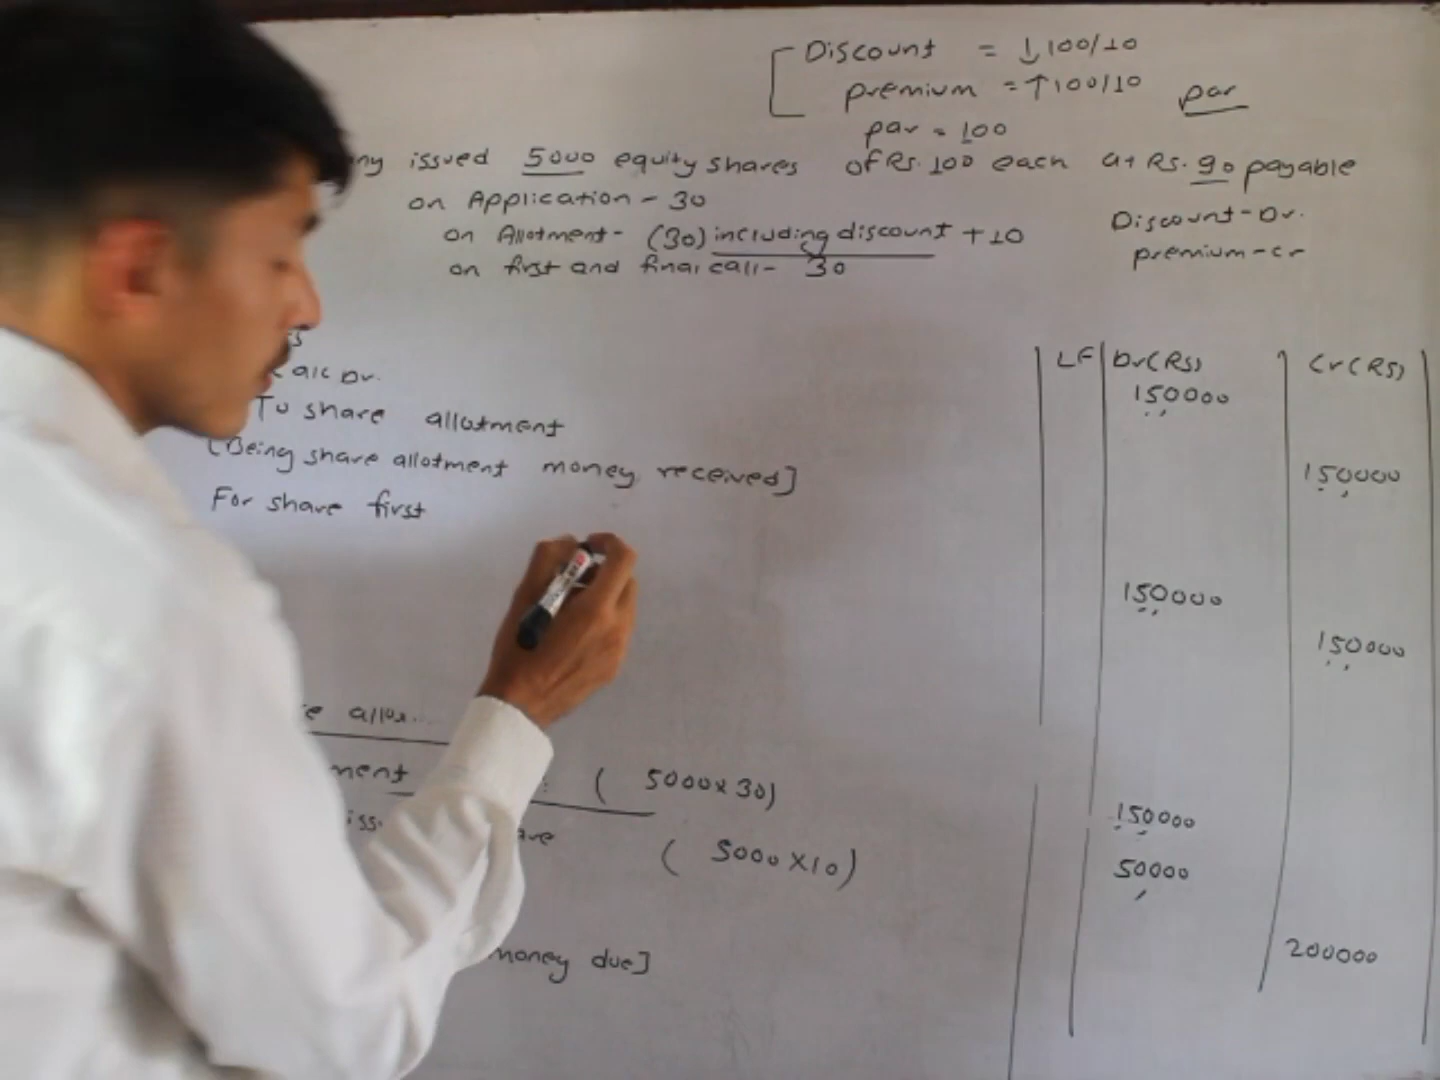 Discount = ↓100/10
premium = ↑100/10 par
par = 100
issued 5000 equity shares of Rs. 100 each at Rs. 90 payable
on Application - 30
on Allotment - (30) including discount + 10
on first and final call - 30
Discount - Dr.
premium - cr
LF Dr(Rs) Cr(Rs)
a/c Dr. 150000
To share allotment
150000
(Being share allotment money received]
For share first
150000
150000
(5000x30) 150000
(5000x10) 50000
money due] 200000